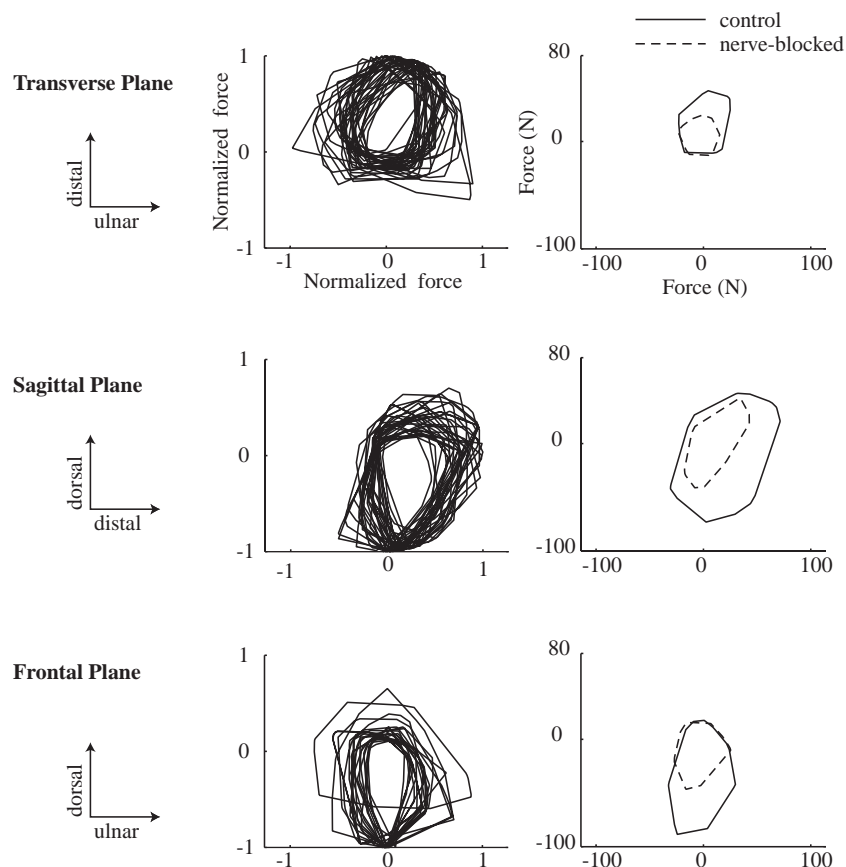 control
nerve-blocked
Transverse Plane
distal
ulnar
Normalized force
1
0
-1
-1
0
1
Normalized force
Force (N)
80
0
-100
-100
0
100
Force (N)
Sagittal Plane
dorsal
distal
1
0
-1
-1
0
1
80
0
-100
-100
0
100
Frontal Plane
dorsal
ulnar
1
0
-1
-1
0
1
80
0
-100
-100
0
100